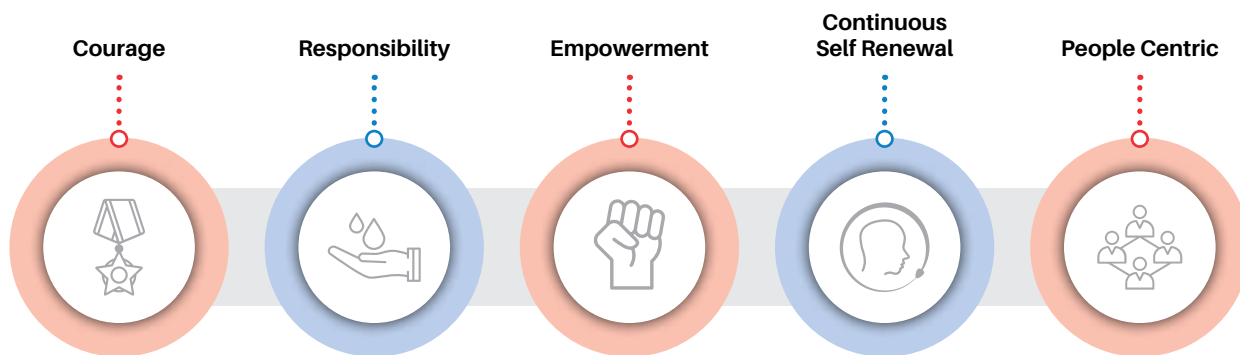 Courage
Responsibility
Empowerment
Continuous
Self Renewal
People Centric